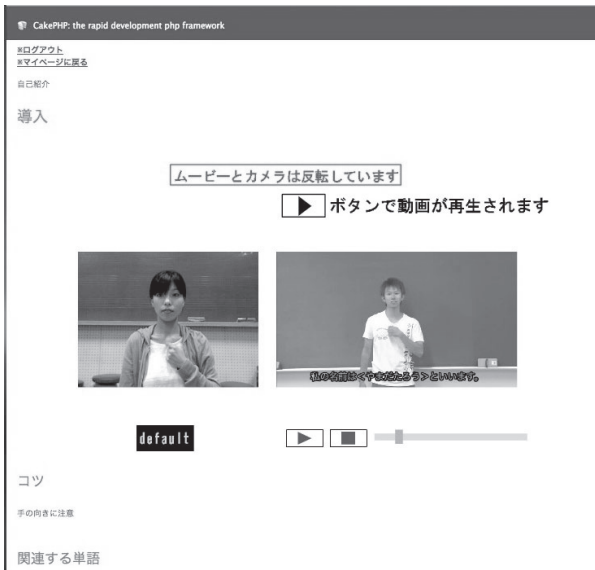 CakePHP: the rapid development php framework
※ログアウト
※マイページに戻る
自己紹介
導入
ムービーとカメラは反転しています
▶ ボタンで動画が再生されます
私の名前は<やまだたろう>といいます。
default
コツ
手の向きに注意
関連する単語